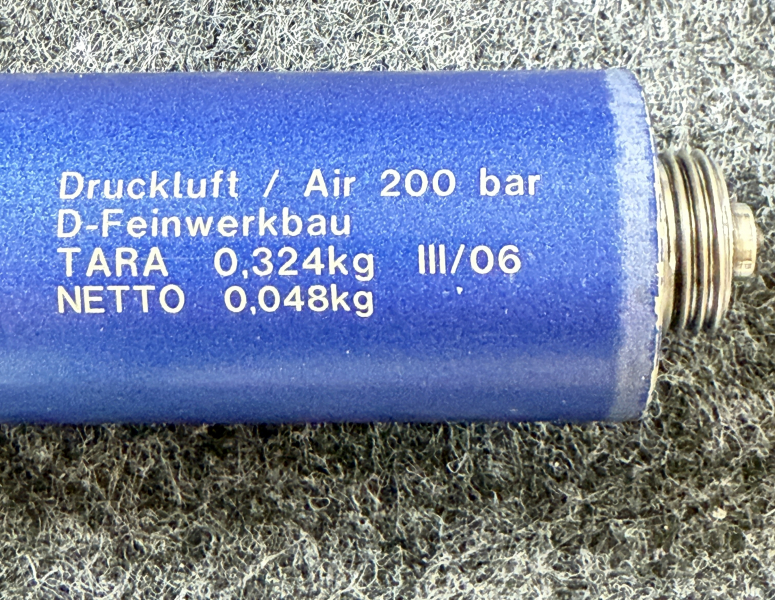 Druckluft / Air 200 bar
D-Feinwerkbau
TARA 0,324kg III/06
NETTO 0,048kg